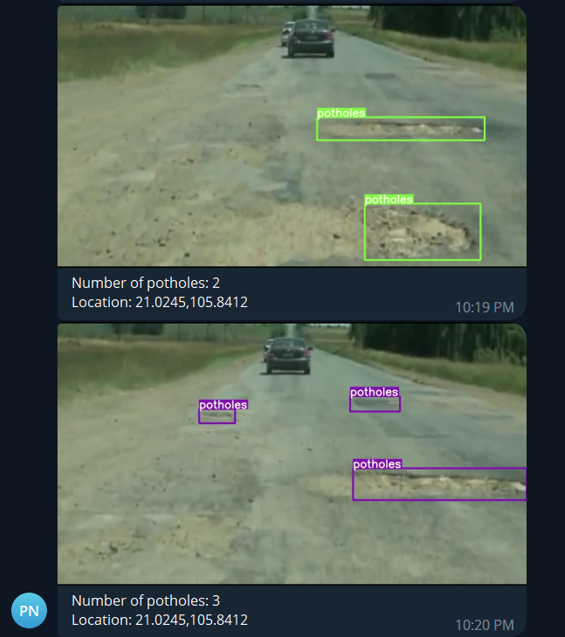 potholes
potholes
Number of potholes: 2
Location: 21.0245,105.8412
10:19 PM
potholes
potholes
potholes
Number of potholes: 3
Location: 21.0245,105.8412
10:20 PM
PN